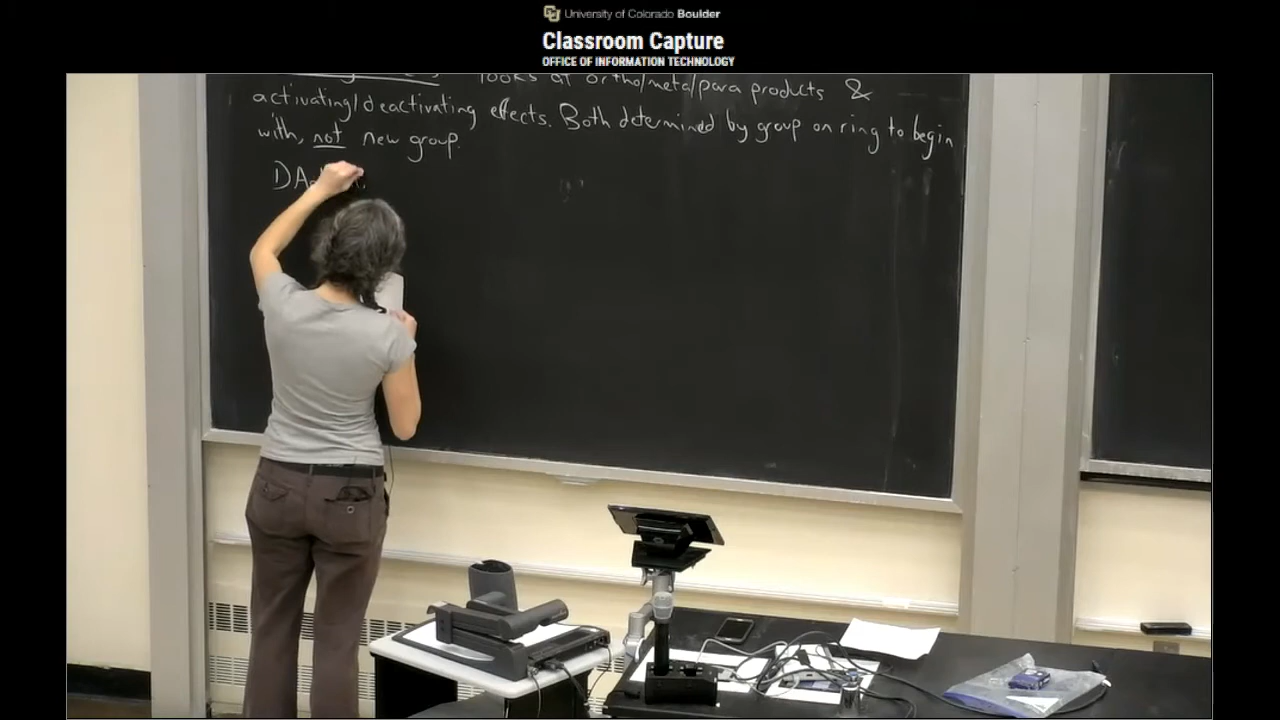 University of Colorado Boulder
Classroom Capture
OFFICE OF INFORMATION TECHNOLOGY
looks at ortho/meta/para products &
activating/deactivating effects. Both determined by group on ring to begin
with, not new group.